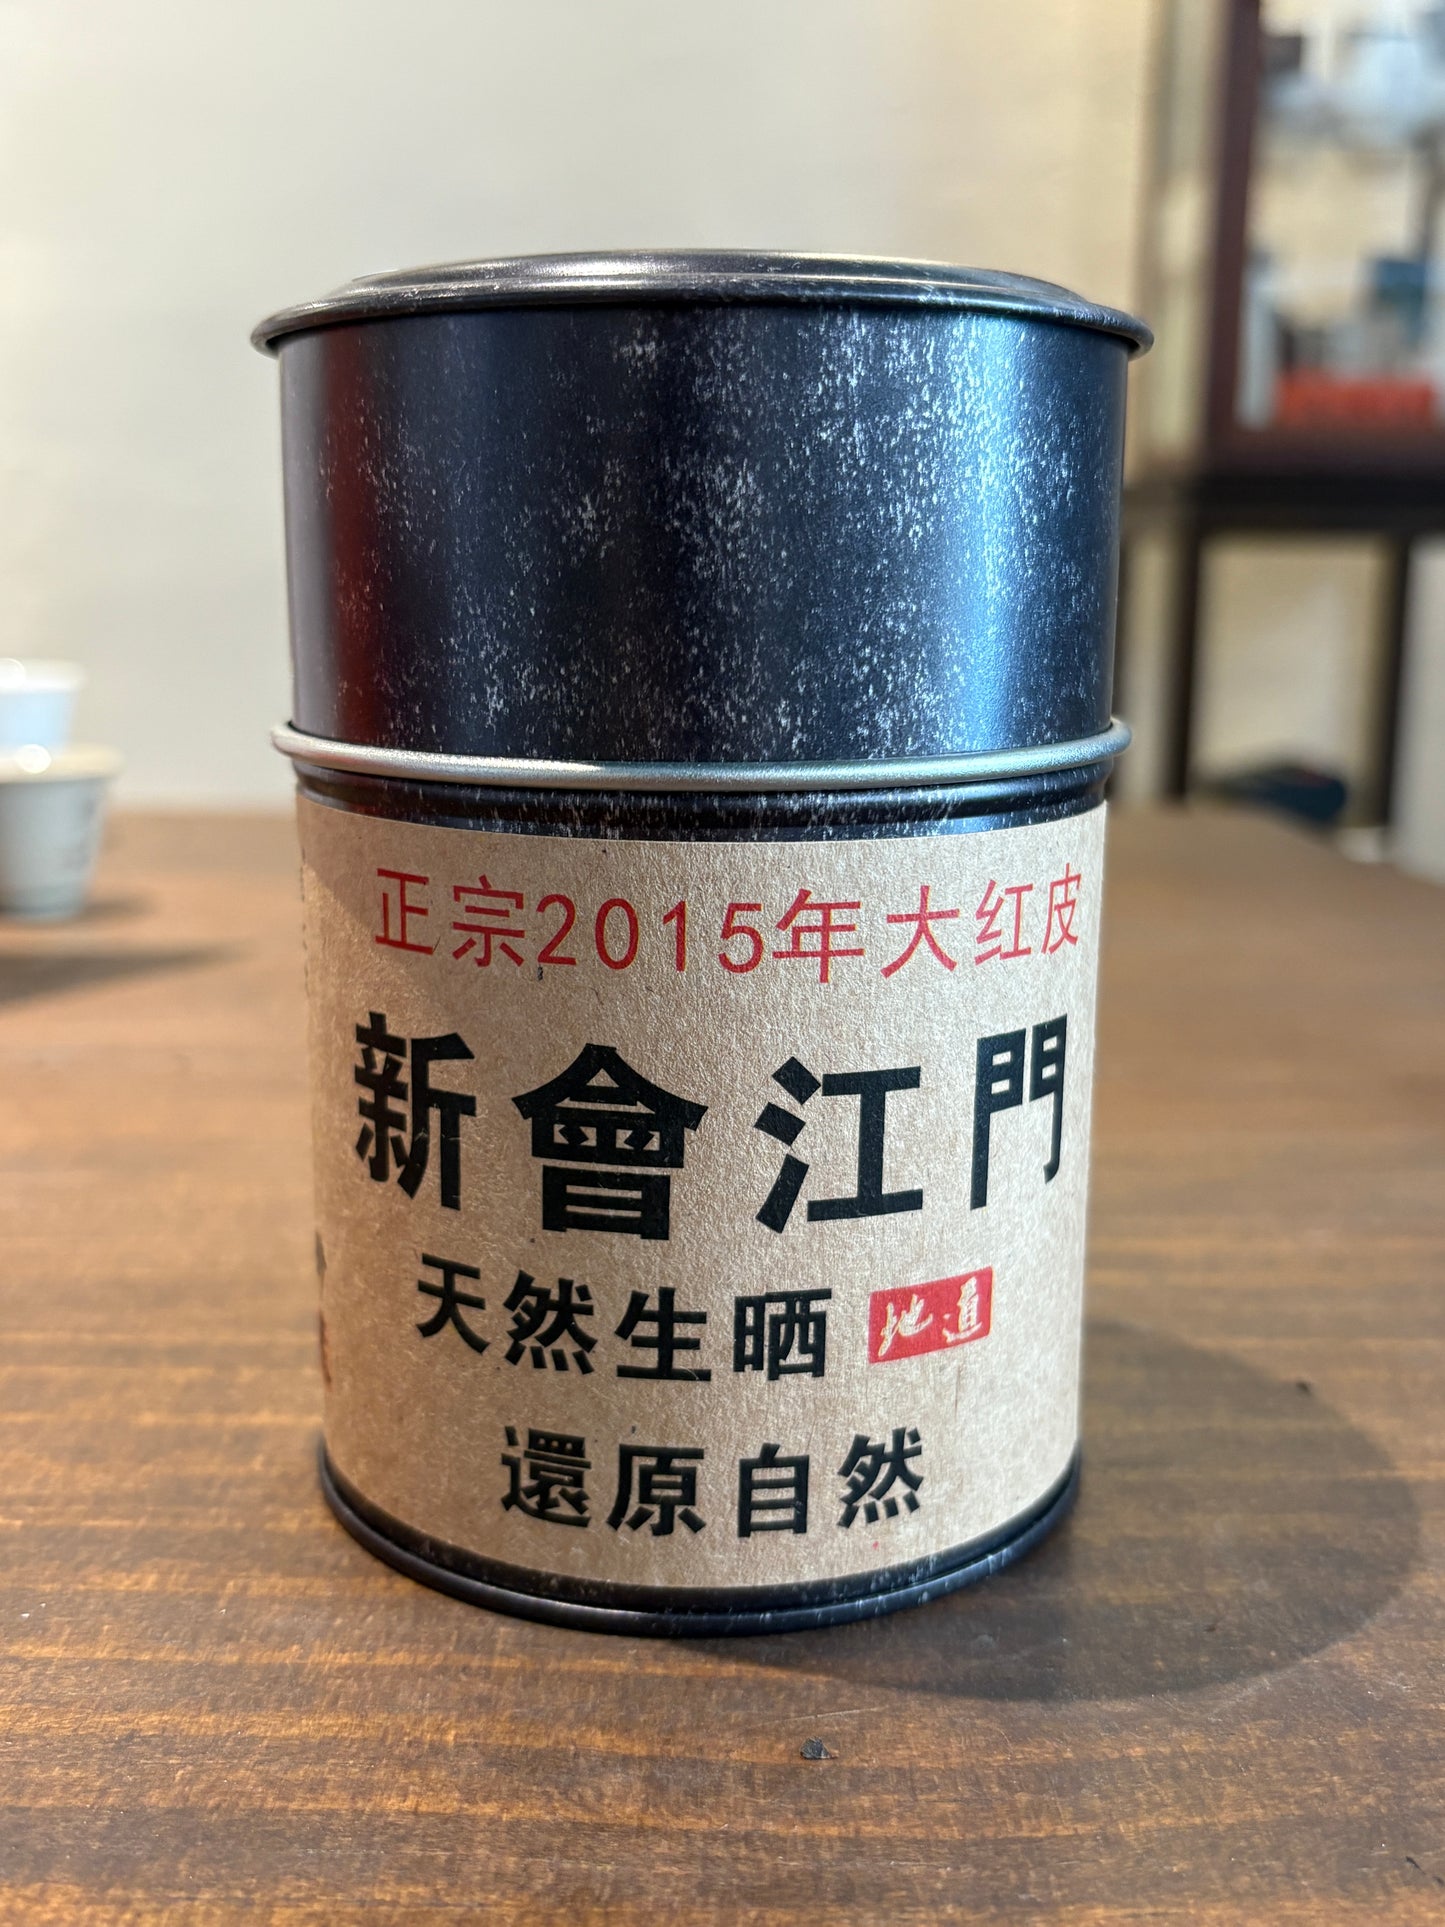 正宗2015年大红皮
新會江門
天然生晒 地道
還原自然